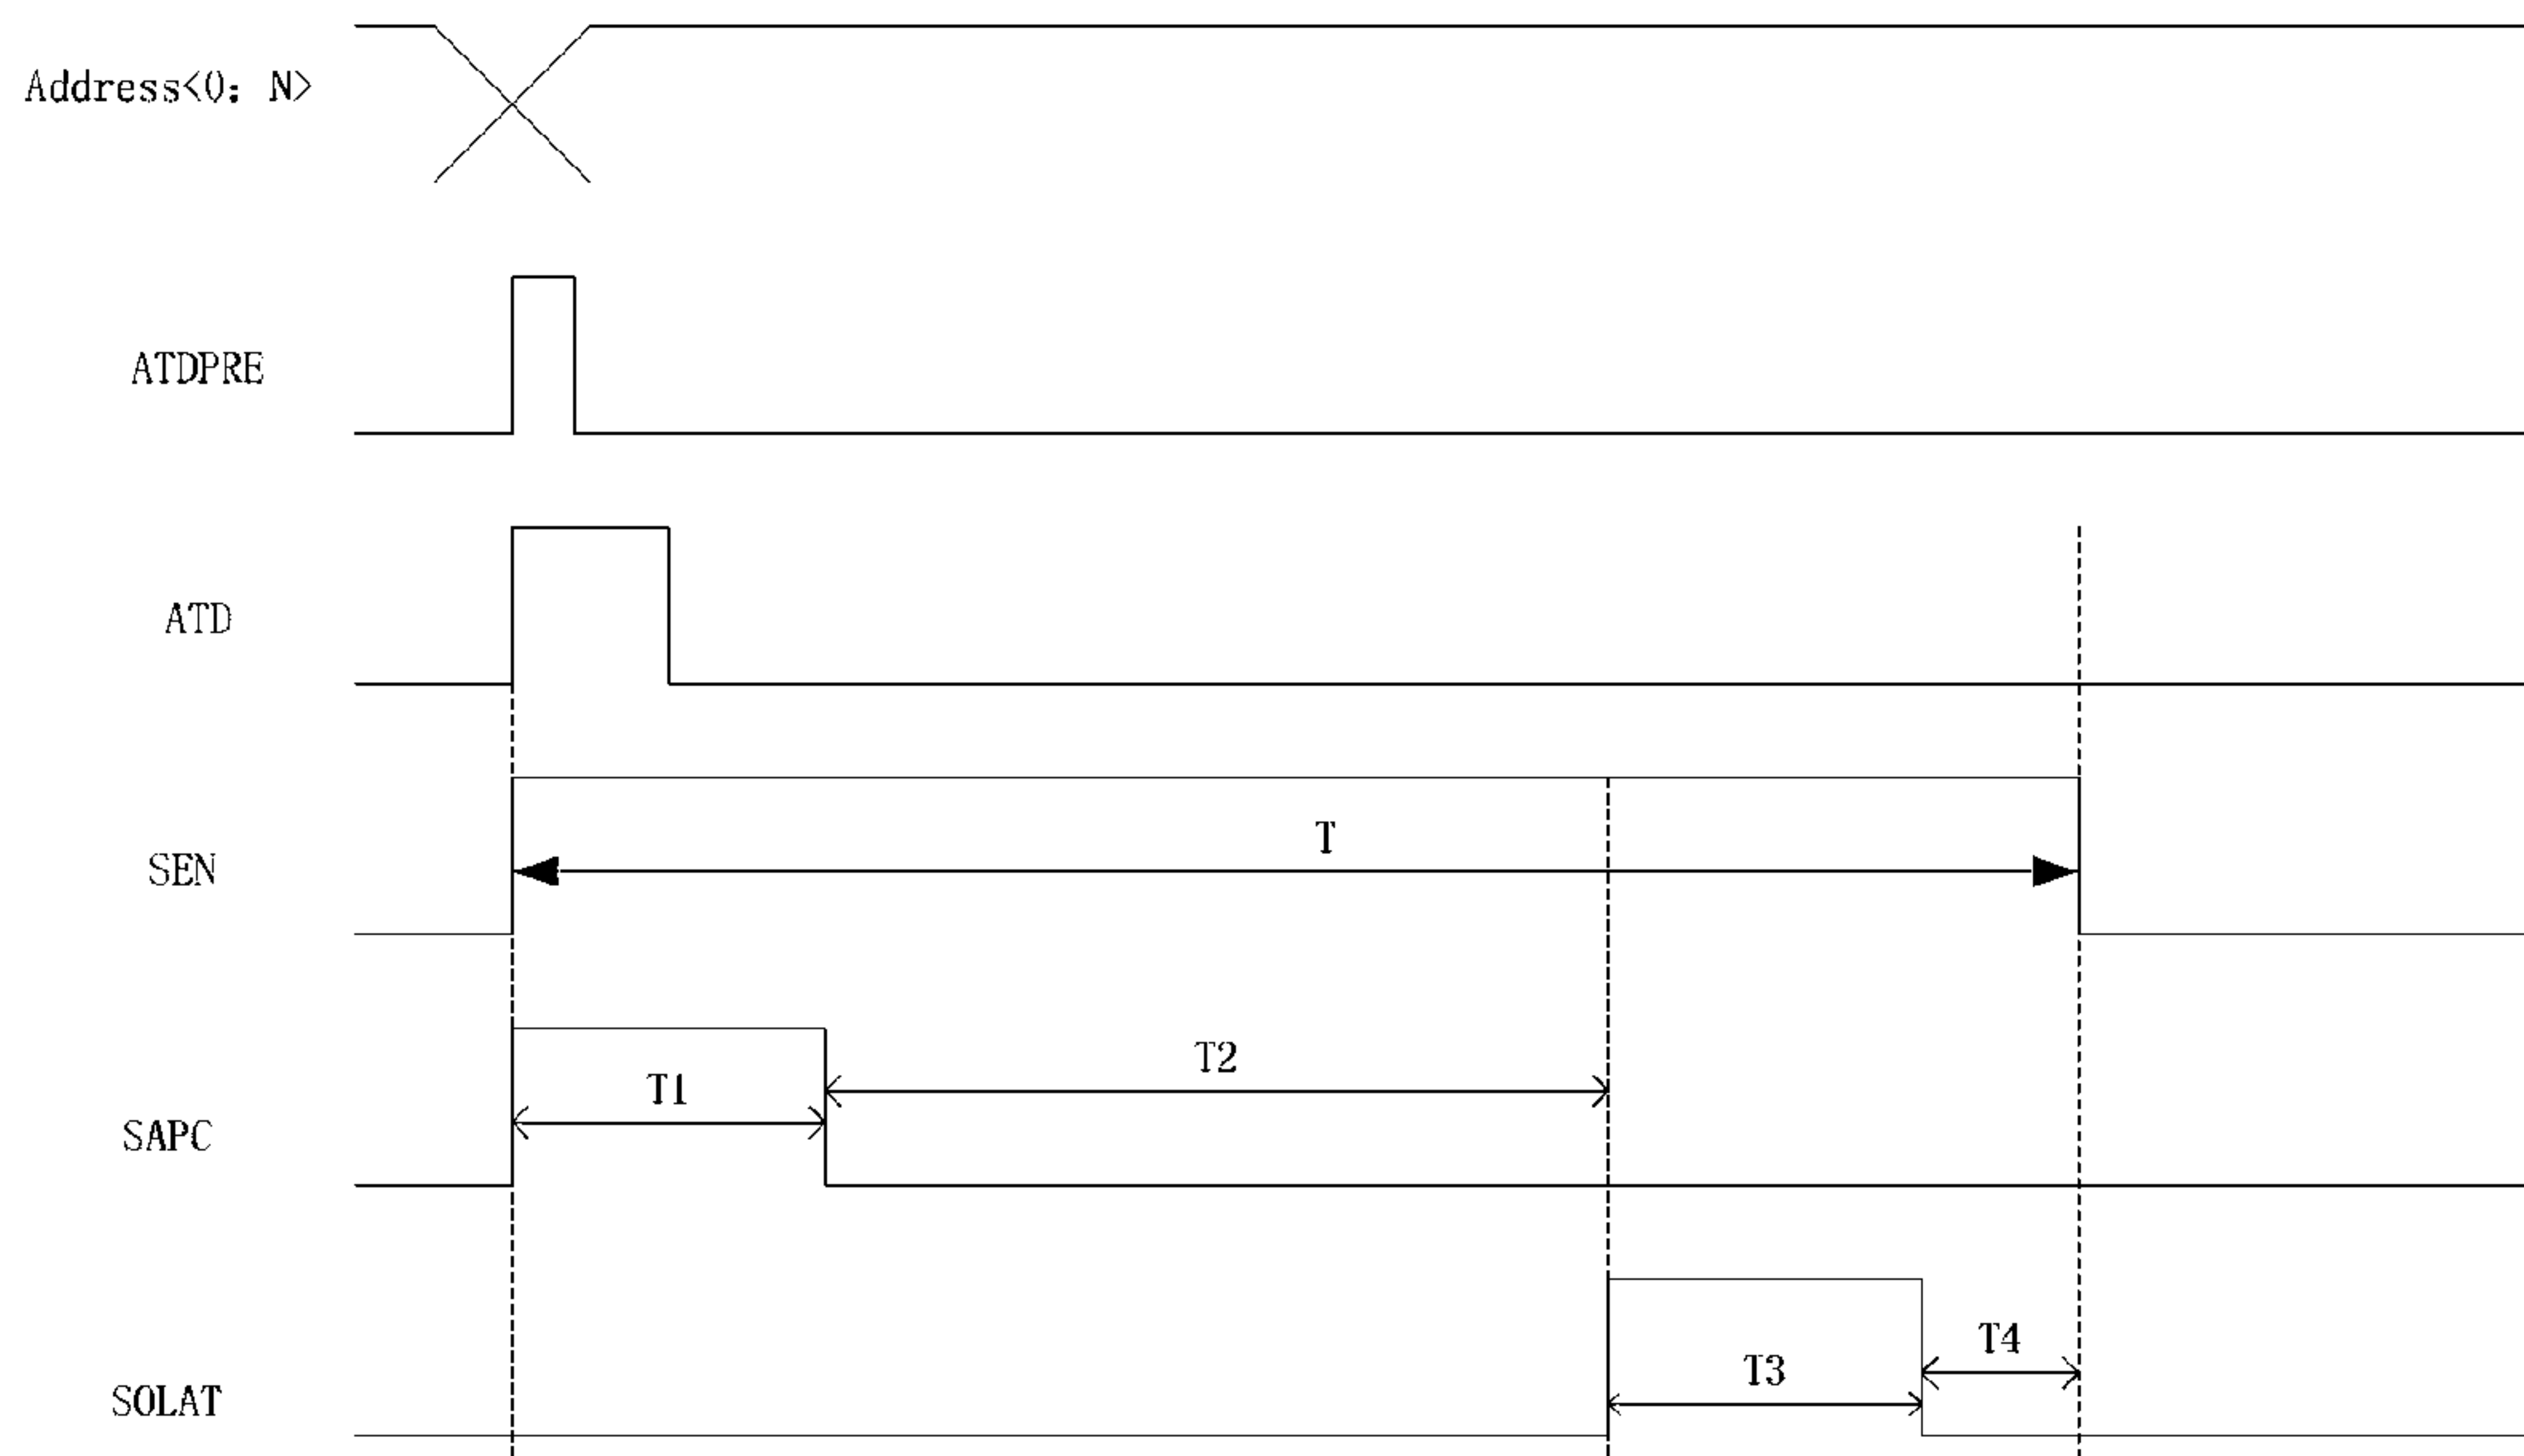 Address<0: N>
ATDPRE
ATD
SEN
T
SAPC
T1
T2
SOLAT
T3
T4